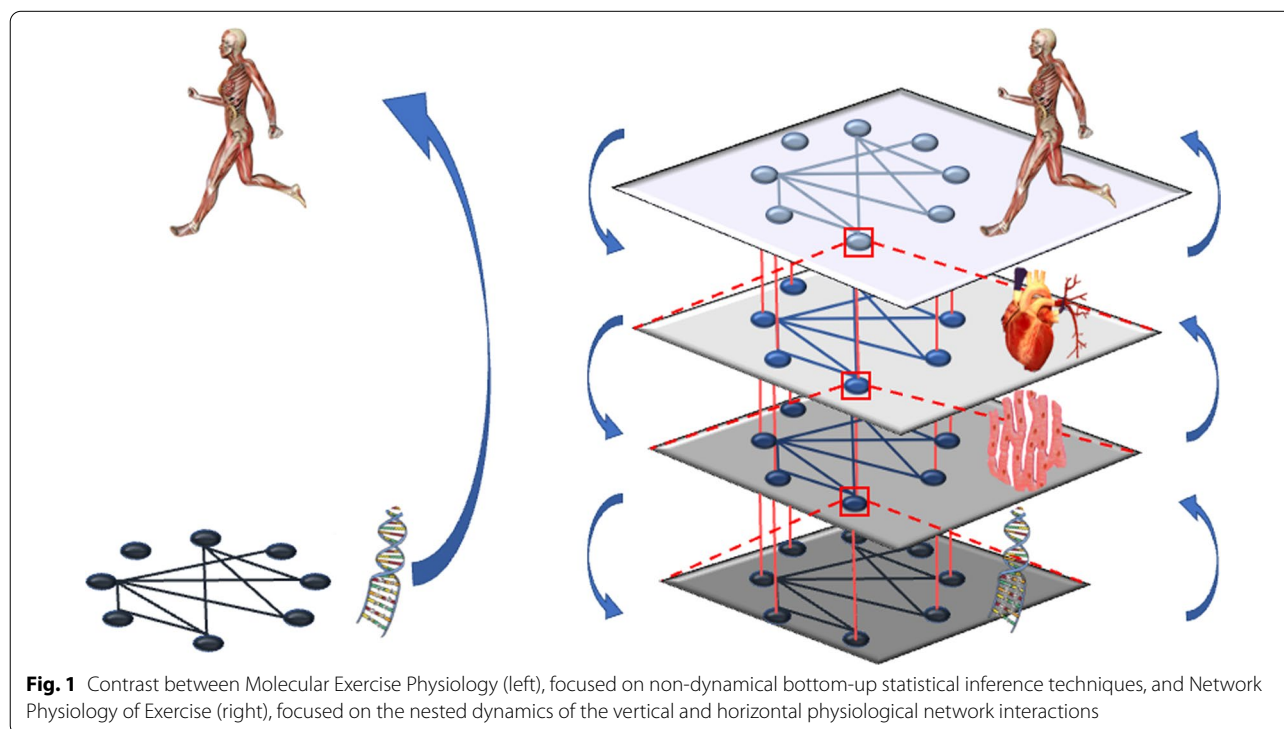 Fig. 1 Contrast between Molecular Exercise Physiology (left), focused on non-dynamical bottom-up statistical inference techniques, and Network
Physiology of Exercise (right), focused on the nested dynamics of the vertical and horizontal physiological network interactions